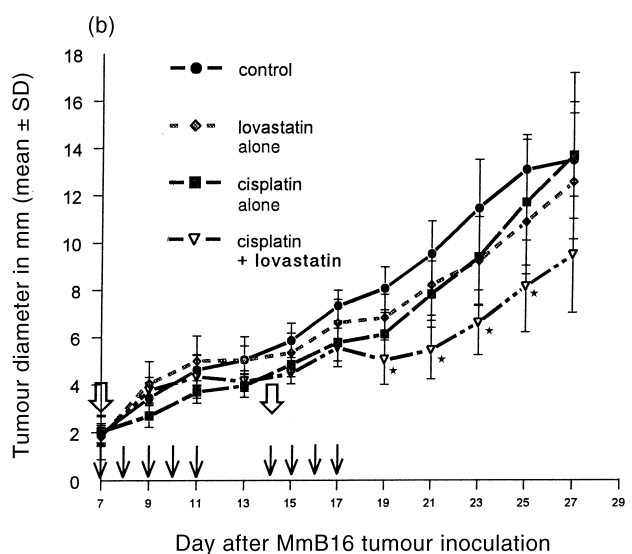 (b)
Tumour diameter in mm (mean ± SD)
18
16
14
12
10
8
6
4
2
0
control
lovastatin
alone
cisplatin
alone
cisplatin
+ lovastatin
★
★
★
★
7
9
11
13
15
17
19
21
23
25
27
29
Day after MmB16 tumour inoculation